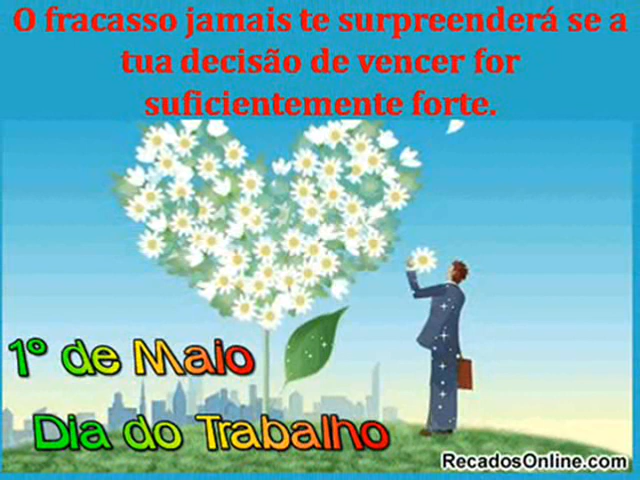 O fracasso jamais te surpreenderá se a
tua decisão de vencer for
suficientemente forte.
1º de Maio
Dia do Trabalho
RecadosOnline.com